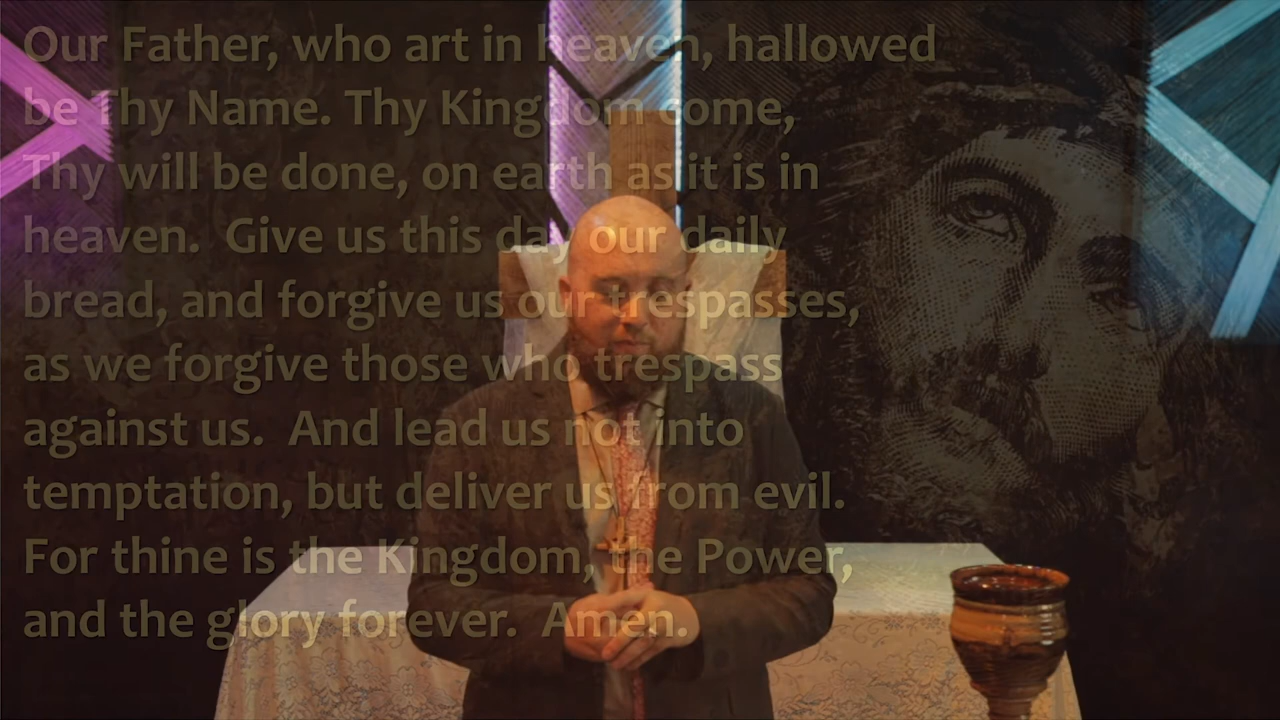 Our Father, who art in heaven, hallowed
be Thy Name. Thy Kingdom come,
Thy will be done, on earth as it is in
heaven. Give us this day our daily
bread, and forgive us our trespasses,
as we forgive those who trespass
against us. And lead us not into
temptation, but deliver us from evil.
For thine is the Kingdom, the Power,
and the glory forever. Amen.